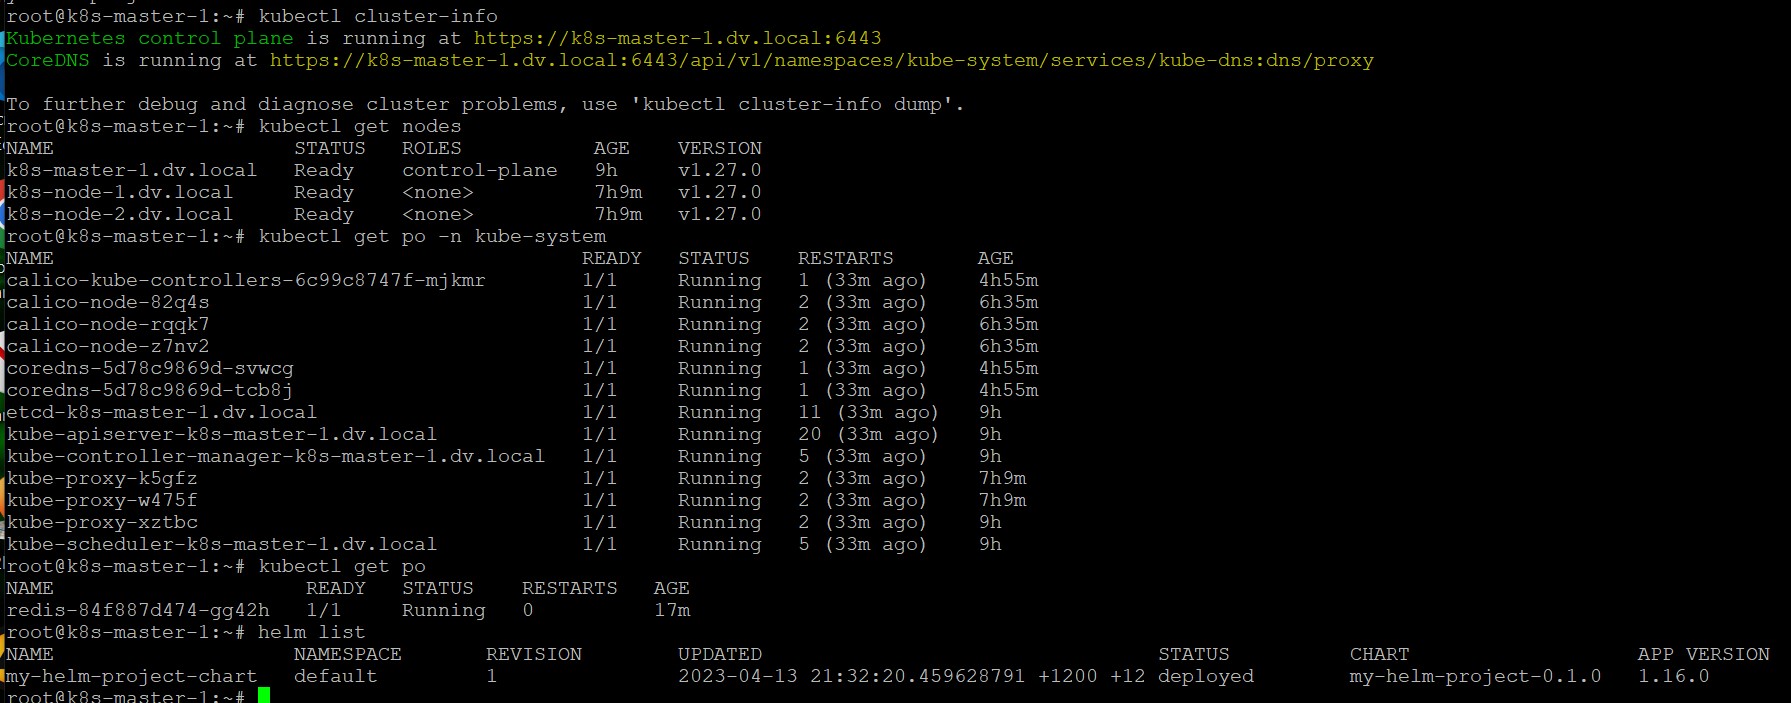 root@k8s-master-1:~# kubectl cluster-info
Kubernetes control plane is running at https://k8s-master-1.dv.local:6443
CoreDNS is running at https://k8s-master-1.dv.local:6443/api/v1/namespaces/kube-system/services/kube-dns:dns/proxy
To further debug and diagnose cluster problems, use 'kubectl cluster-info dump'.
root@k8s-master-1:~# kubectl get nodes
NAME STATUS ROLES AGE VERSION
k8s-master-1.dv.local Ready control-plane 9h v1.27.0
k8s-node-1.dv.local Ready <none> 7h9m v1.27.0
k8s-node-2.dv.local Ready <none> 7h9m v1.27.0
root@k8s-master-1:~# kubectl get po -n kube-system
NAME READY STATUS RESTARTS AGE
calico-kube-controllers-6c99c8747f-mjkmr 1/1 Running 1 (33m ago) 4h55m
calico-node-82q4s 1/1 Running 2 (33m ago) 6h35m
calico-node-rqqk7 1/1 Running 2 (33m ago) 6h35m
calico-node-z7nv2 1/1 Running 2 (33m ago) 6h35m
coredns-5d78c9869d-svwcg 1/1 Running 1 (33m ago) 4h55m
coredns-5d78c9869d-tcb8j 1/1 Running 1 (33m ago) 4h55m
etcd-k8s-master-1.dv.local 1/1 Running 11 (33m ago) 9h
kube-apiserver-k8s-master-1.dv.local 1/1 Running 20 (33m ago) 9h
kube-controller-manager-k8s-master-1.dv.local 1/1 Running 5 (33m ago) 9h
kube-proxy-k5gfz 1/1 Running 2 (33m ago) 7h9m
kube-proxy-w475f 1/1 Running 2 (33m ago) 7h9m
kube-proxy-xztbc 1/1 Running 2 (33m ago) 9h
kube-scheduler-k8s-master-1.dv.local 1/1 Running 5 (33m ago) 9h
root@k8s-master-1:~# kubectl get po
NAME READY STATUS RESTARTS AGE
redis-84f887d474-gg42h 1/1 Running 0 17m
root@k8s-master-1:~# helm list
NAME NAMESPACE REVISION UPDATED STATUS CHART APP VERSION
my-helm-project-chart default 1 2023-04-13 21:32:20.459628791 +1200 +12 deployed my-helm-project-0.1.0 1.16.0
root@k8s-master-1:~#